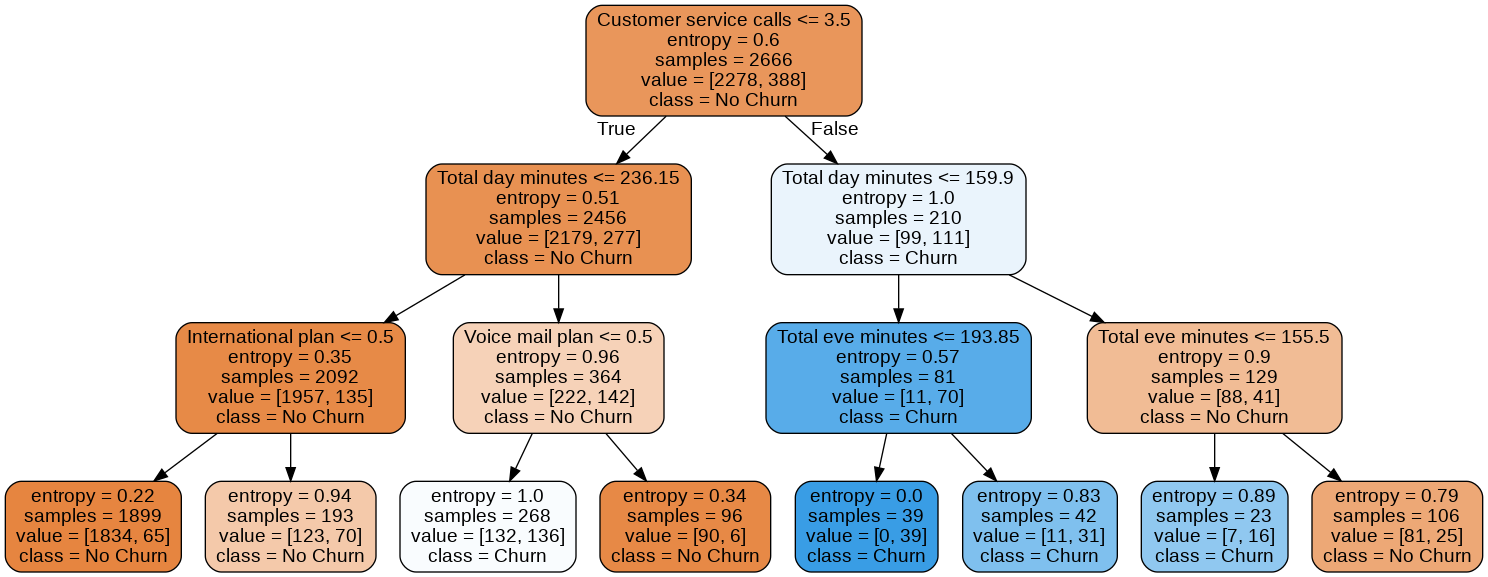 Customer service calls <= 3.5
entropy = 0.6
samples = 2666
value = [2278, 388]
class = No Churn
True
False
Total day minutes <= 236.15
entropy = 0.51
samples = 2456
value = [2179, 277]
class = No Churn
Total day minutes <= 159.9
entropy = 1.0
samples = 210
value = [99, 111]
class = Churn
International plan <= 0.5
entropy = 0.35
samples = 2092
value = [1957, 135]
class = No Churn
Voice mail plan <= 0.5
entropy = 0.96
samples = 364
value = [222, 142]
class = No Churn
Total eve minutes <= 193.85
entropy = 0.57
samples = 81
value = [11, 70]
class = Churn
Total eve minutes <= 155.5
entropy = 0.9
samples = 129
value = [88, 41]
class = No Churn
entropy = 0.22
samples = 1899
value = [1834, 65]
class = No Churn
entropy = 0.94
samples = 193
value = [123, 70]
class = No Churn
entropy = 1.0
samples = 268
value = [132, 136]
class = Churn
entropy = 0.34
samples = 96
value = [90, 6]
class = No Churn
entropy = 0.0
samples = 39
value = [0, 39]
class = Churn
entropy = 0.83
samples = 42
value = [11, 31]
class = Churn
entropy = 0.89
samples = 23
value = [7, 16]
class = Churn
entropy = 0.79
samples = 106
value = [81, 25]
class = No Churn